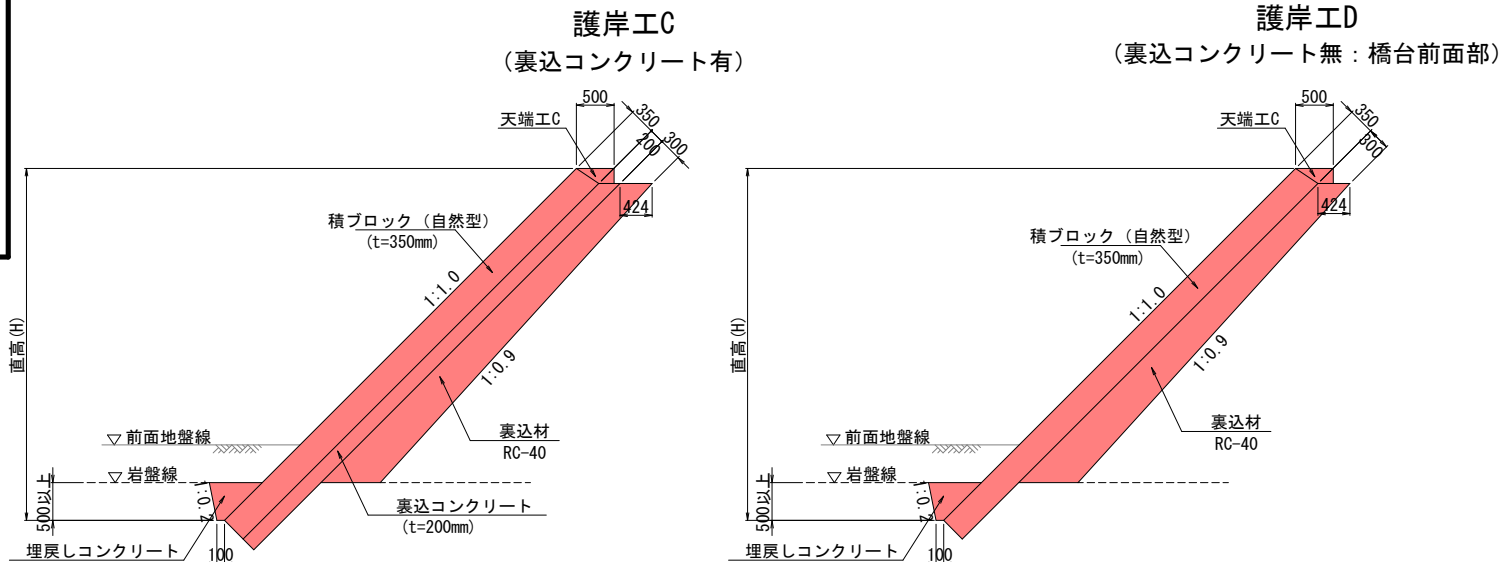 護岸工C
(裏込コンクリート有)
500
350
200
300
天端工C
424
積ブロック (自然型)
(t=350mm)
1:1.0
1:0.9
直高(H)
裏込材
RC-40
▽ 前面地盤線
▽ 岩盤線
500以上
1:0.2
裏込コンクリート
(t=200mm)
埋戻しコンクリート
100
護岸工D
(裏込コンクリート無:橋台前面部)
500
350
300
天端工C
424
積ブロック (自然型)
(t=350mm)
1:1.0
1:0.9
直高(H)
裏込材
RC-40
▽ 前面地盤線
▽ 岩盤線
500以上
1:0.2
埋戻しコンクリート
100